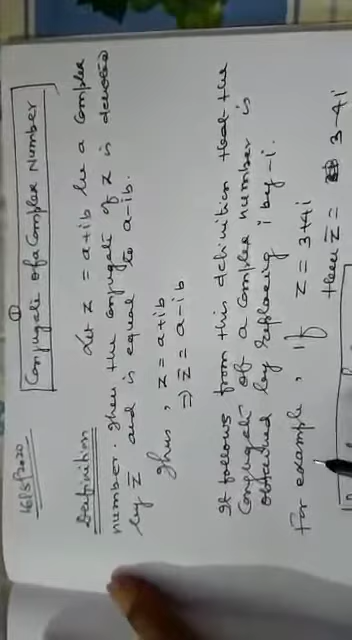 16/5/2020
①
Conjugate of a Complex Number
Definition Let z = a+ib be a complex
number. Then the conjugate of z is denoted
by z̅ and is equal to a-ib.
Thus, z = a+ib
⇒ z̅ = a-ib
It follows from this definition that the
Conjugate of a complex number is
obtained by replacing i by -i.
For example, if z = 3+4i
then z̅ = 3-4i